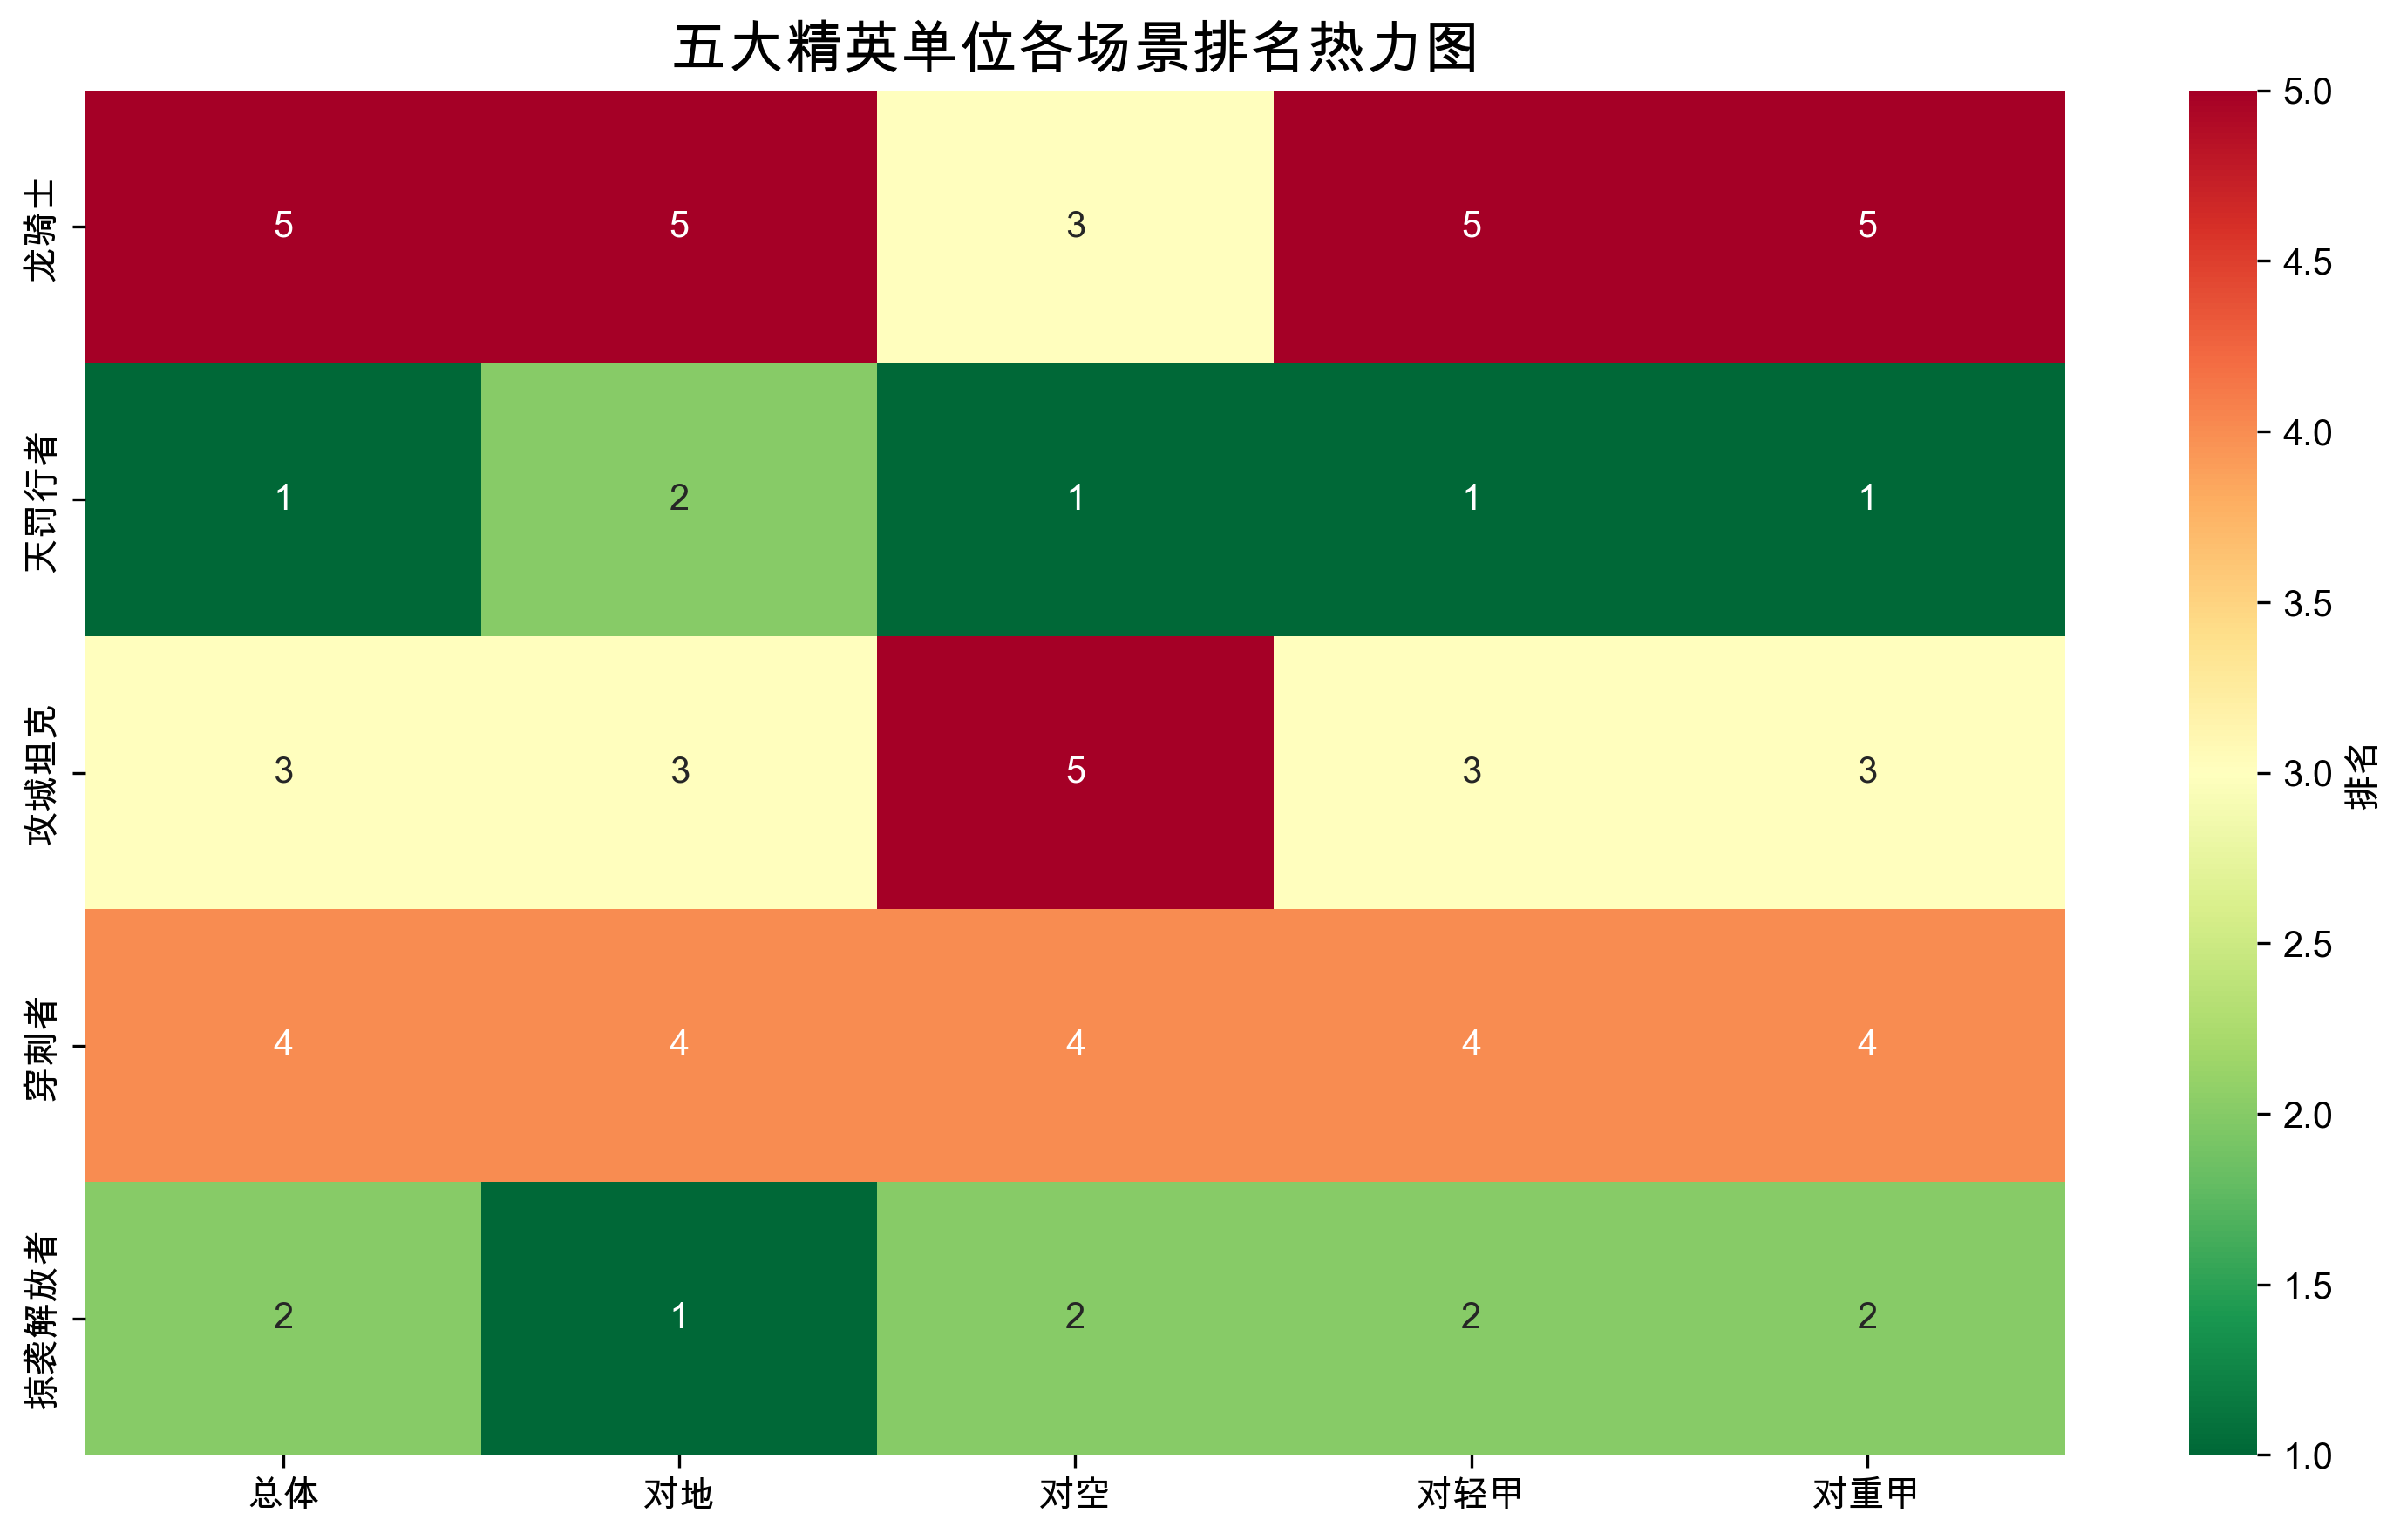 五大精英单位各场景排名热力图
龙骑士
5 5 3 5 5
天罚行者
1 2 1 1 1
攻城坦克
3 3 5 3 3
穿刺者
4 4 4 4 4
掠袭解放者
2 1 2 2 2
总体 对地 对空 对轻甲 对重甲
5.0
4.5
4.0
3.5
3.0
2.5
2.0
1.5
1.0
排名